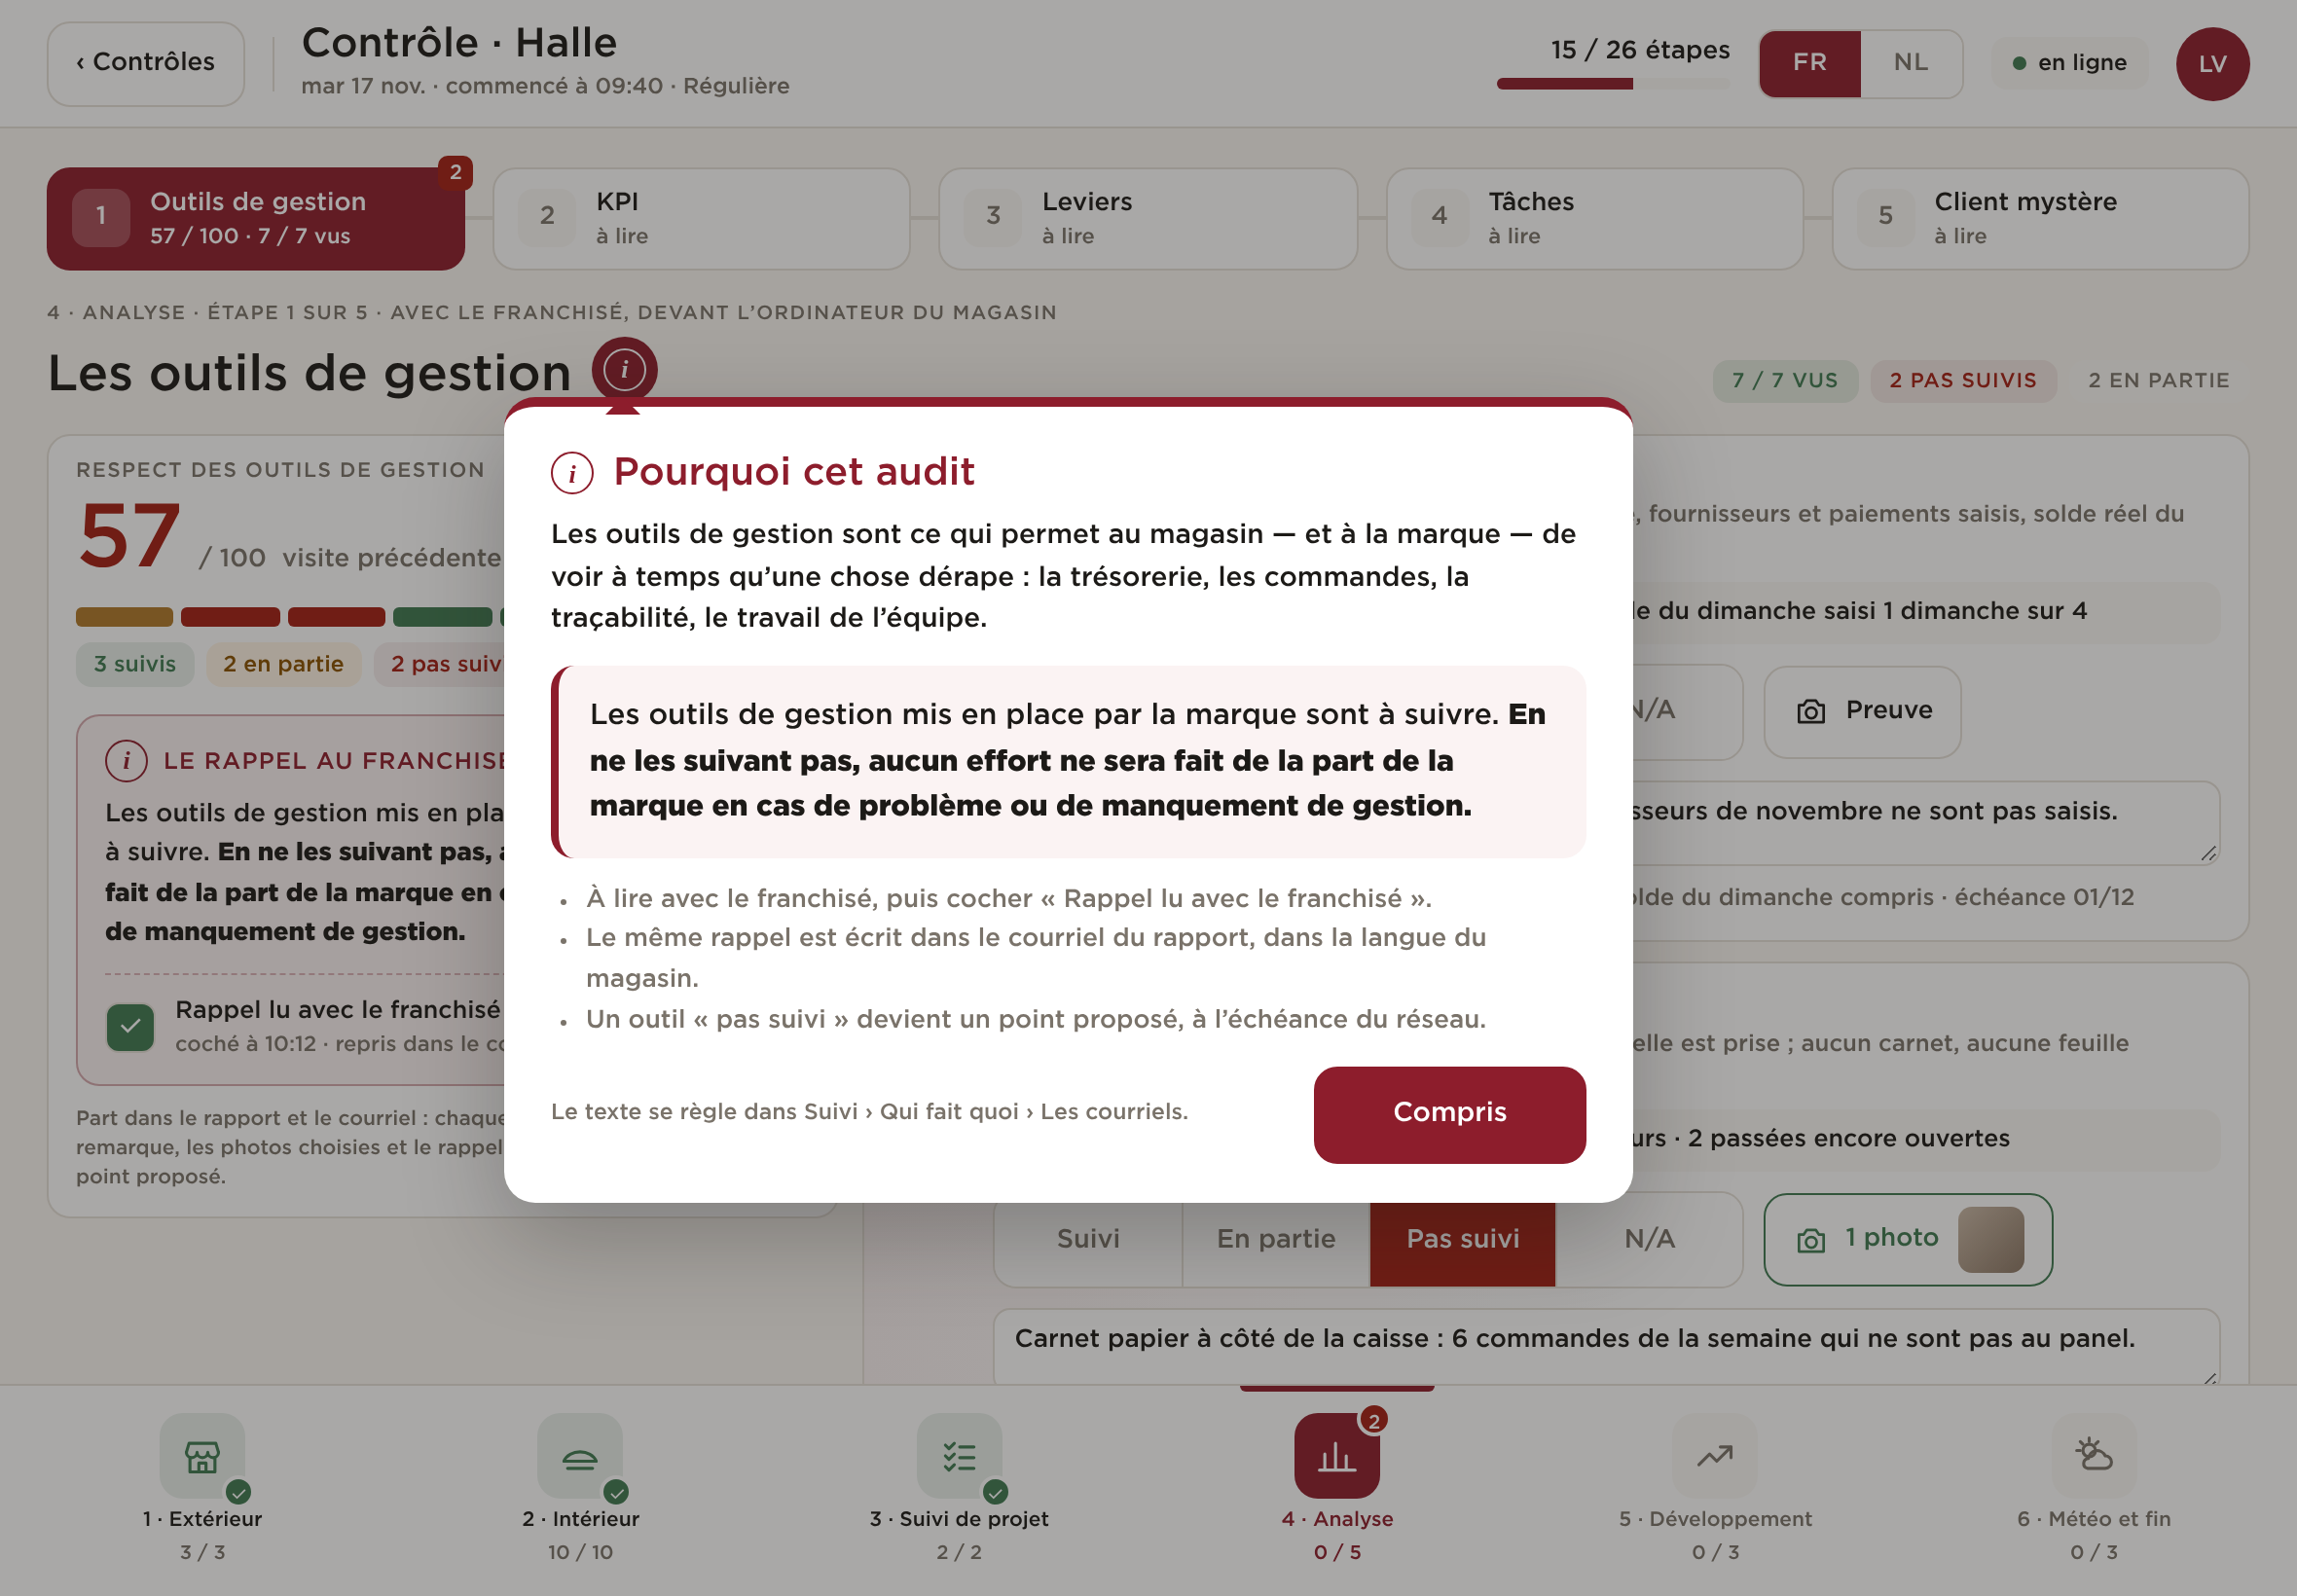 ‹ Contrôles
Contrôle · Halle
mar 17 nov. · commencé à 09:40 · Régulière
15 / 26 étapes
FR
NL
en ligne
LV
1
Outils de gestion
57 / 100 · 7 / 7 vus
2
2
KPI
à lire
3
Leviers
à lire
4
Tâches
à lire
5
Client mystère
à lire
4 · ANALYSE · ÉTAPE 1 SUR 5 · AVEC LE FRANCHISÉ, DEVANT L’ORDINATEUR DU MAGASIN
Les outils de gestion
i
7 / 7 VUS
2 PAS SUIVIS
2 EN PARTIE
RESPECT DES OUTILS DE GESTION
57 / 100 visite précédente
3 suivis
2 en partie
2 pas
i LE RAPPEL AU
Les outils de gestion mis en
à suivre. En ne les suivant pas,
fait de la part de la marque en
de manquement de gestion.
Rappel lu avec le franchisé
coché à 10:12 · repris dans le
Part dans le rapport et le courriel :
remarque, les photos choisies et le rappel
point proposé.
i Pourquoi cet audit
Les outils de gestion sont ce qui permet au magasin — et à la marque — de
voir à temps qu’une chose dérape : la trésorerie, les commandes, la
traçabilité, le travail de l’équipe.
Les outils de gestion mis en place par la marque sont à suivre. En
ne les suivant pas, aucun effort ne sera fait de la part de la
marque en cas de problème ou de manquement de gestion.
• À lire avec le franchisé, puis cocher « Rappel lu avec le franchisé ».
• Le même rappel est écrit dans le courriel du rapport, dans la langue du
magasin.
• Un outil « pas suivi » devient un point proposé, à l’échéance du réseau.
Le texte se règle dans Suivi › Qui fait quoi › Les courriels.
Compris
, fournisseurs et paiements saisis, solde réel du
du dimanche saisi 1 dimanche sur 4
N/A
Preuve
de novembre ne sont pas saisis.
du dimanche compris · échéance 01/12
elle est prise ; aucun carnet, aucune feuille
· 2 passées encore ouvertes
Suivi
En partie
Pas suivi
N/A
1 photo
Carnet papier à côté de la caisse : 6 commandes de la semaine qui ne sont pas au panel.
1 · Extérieur
3 / 3
2 · Intérieur
10 / 10
3 · Suivi de projet
2 / 2
2
4 · Analyse
0 / 5
5 · Développement
0 / 3
6 · Météo et fin
0 / 3